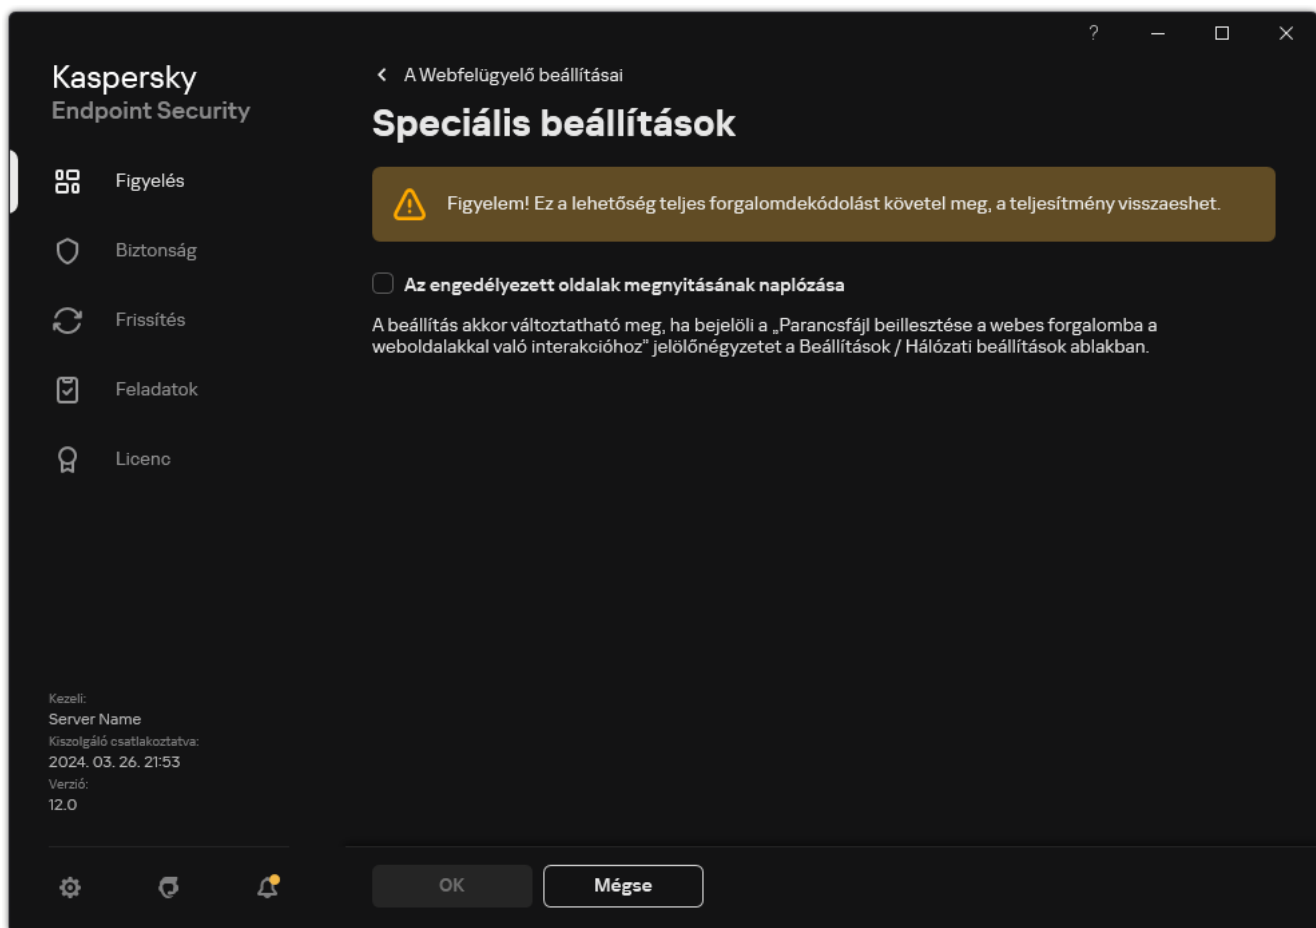 ?
Kaspersky
Endpoint Security
Figyelés
Biztonság
Frissítés
Feladatok
Licenc
Kezeli:
Server Name
Kiszolgáló csatlakoztatva:
2024. 03. 26. 21:53
Verzió:
12.0
A Webfelügyelő beállításai
Speciális beállítások
Figyelem! Ez a lehetőség teljes forgalomdekódolást követel meg, a teljesítmény visszaeshet.
Az engedélyezett oldalak megnyitásának naplózása
A beállítás akkor változtatható meg, ha bejelöli a „Parancsfájl beillesztése a webes forgalomba a
weboldalakkal való interakcióhoz” jelölőnégyzetet a Beállítások / Hálózati beállítások ablakban.
OK
Mégse